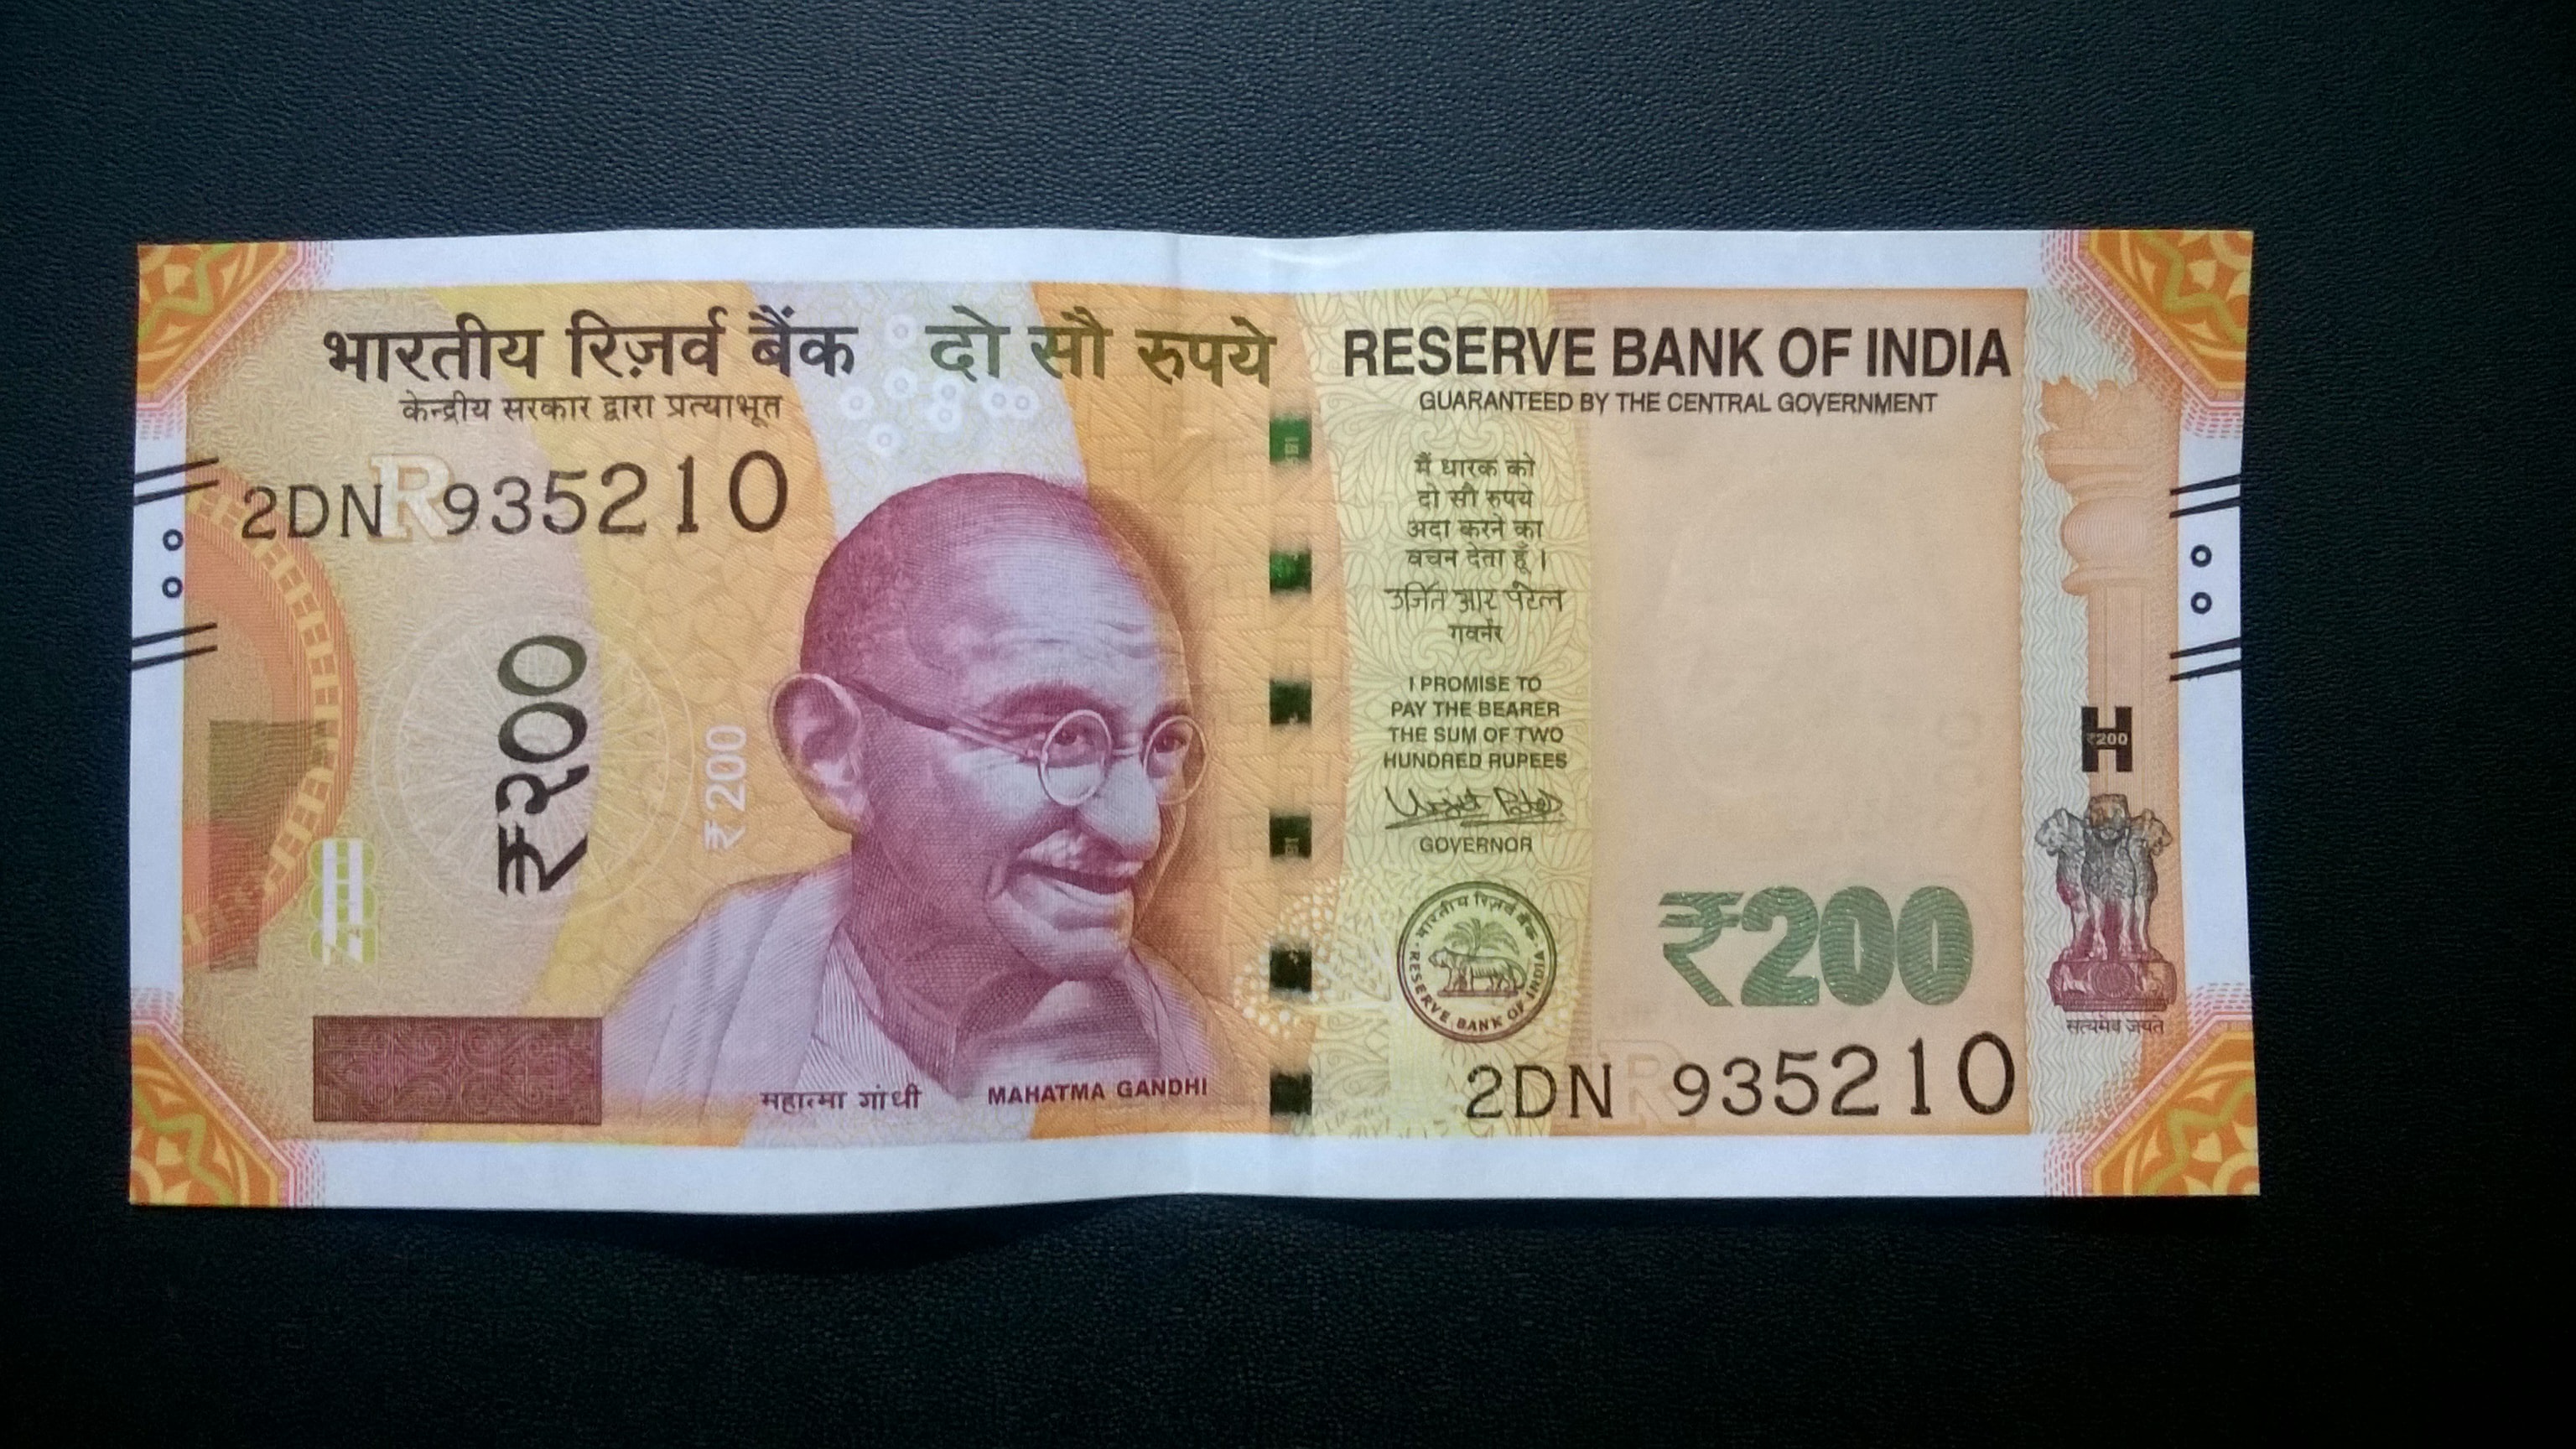 भारतीय रिज़र्व बैंक
केन्द्रीय सरकार द्वारा प्रत्याभूत
दो सौ रुपये
2DN 935210
R
₹२००
₹200
महात्मा गांधी
MAHATMA GANDHI
RESERVE BANK OF INDIA
GUARANTEED BY THE CENTRAL GOVERNMENT
मैं धारक को
दो सौ रुपये
अदा करने का
वचन देता हूँ।
उर्जित आर पटेल
गवर्नर
I PROMISE TO
PAY THE BEARER
THE SUM OF TWO
HUNDRED RUPEES
Urjit Patel
GOVERNOR
भारतीय रिज़र्व बैंक
RESERVE BANK OF INDIA
₹200
2DN 935210
R
₹200
सत्यमेव जयते